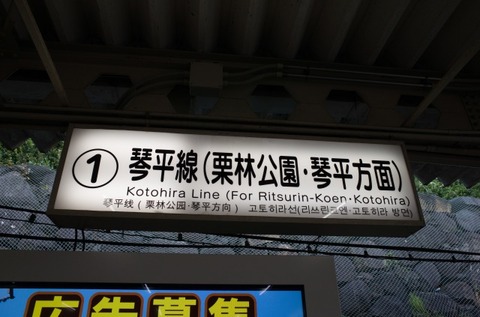 ① 琴平線（栗林公園・琴平方面）
Kotohira Line (For Ritsurin-Koen・Kotohira)
琴平线（栗林公园・琴平方向） 고토히라선(리쓰린코엔・고토히라 방면)
広告募集